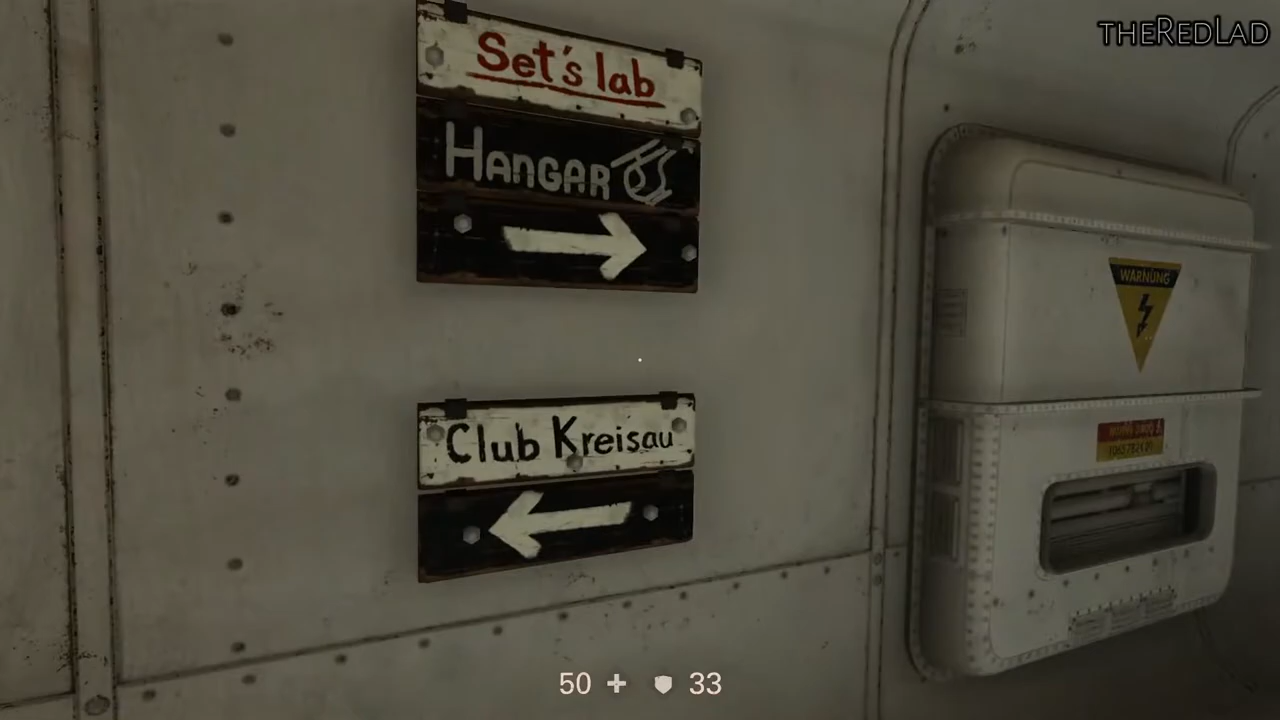 THEREDLAD
Set's lab
HANGAR
WARNUNG
Club Kreisau
50 33